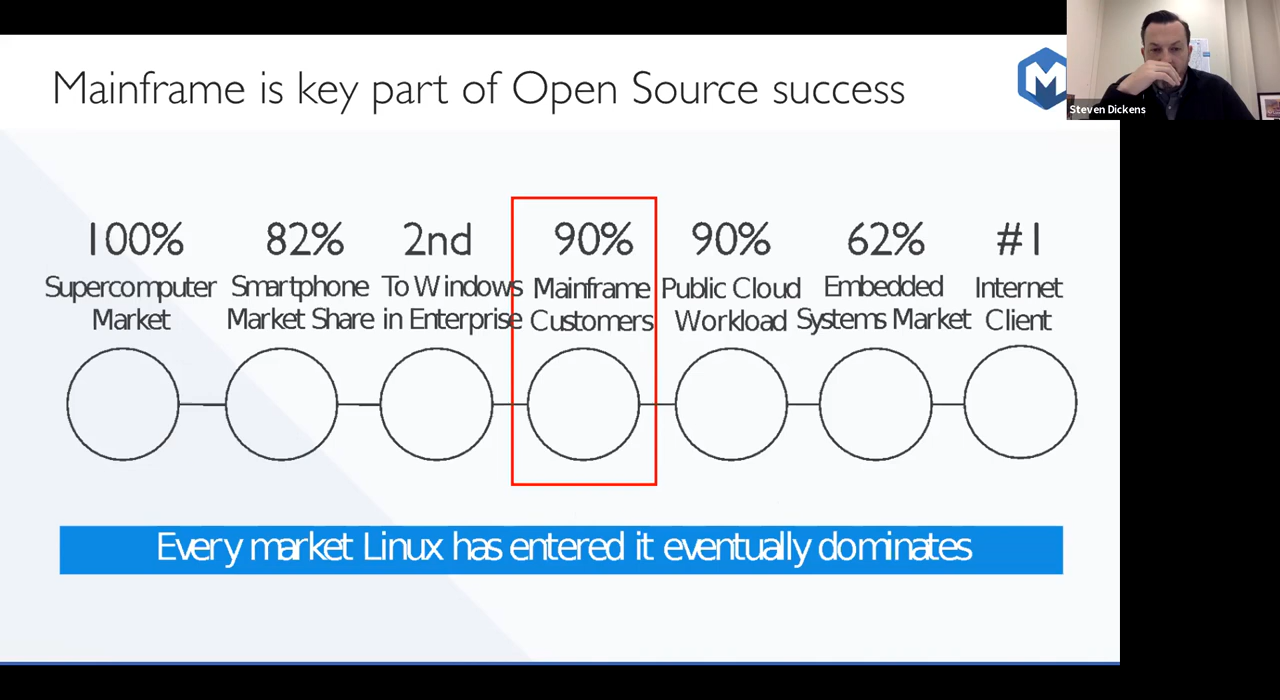 Mainframe is key part of Open Source success
M
Steven Dickens
100% 82% 2nd 90% 90% 62% #1
Supercomputer Smartphone To Windows Mainframe Public Cloud Embedded Internet
Market Market Share in Enterprise Customers Workload Systems Market Client
Every market Linux has entered it eventually dominates